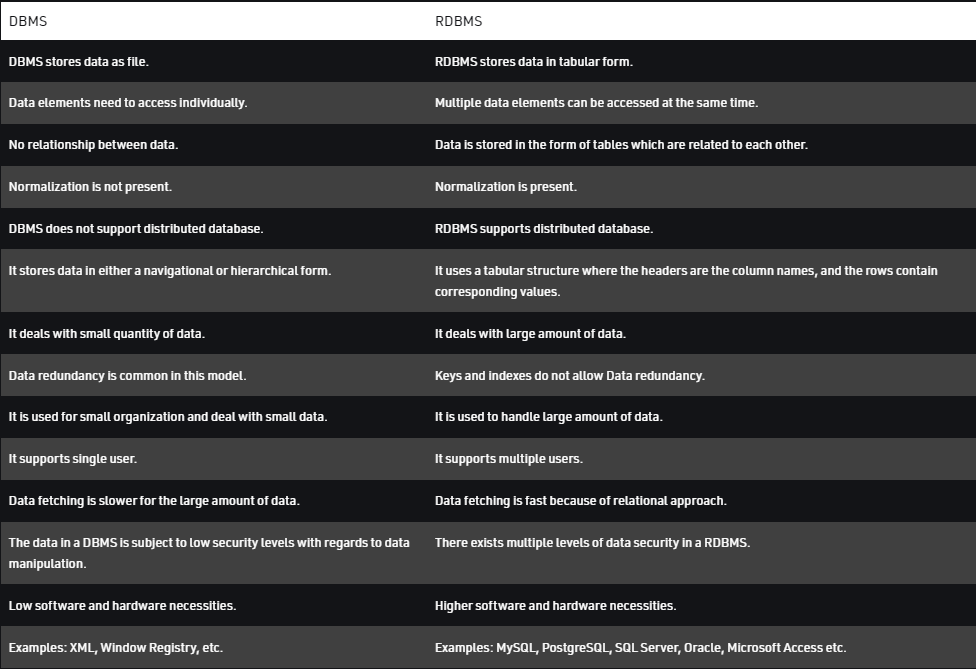 DBMS RDBMS
DBMS stores data as file. RDBMS stores data in tabular form.
Data elements need to access individually. Multiple data elements can be accessed at the same time.
No relationship between data. Data is stored in the form of tables which are related to each other.
Normalization is not present. Normalization is present.
DBMS does not support distributed database. RDBMS supports distributed database.
It stores data in either a navigational or hierarchical form. It uses a tabular structure where the headers are the column names, and the rows contain
corresponding values.
It deals with small quantity of data. It deals with large amount of data.
Data redundancy is common in this model. Keys and indexes do not allow Data redundancy.
It is used for small organization and deal with small data. It is used to handle large amount of data.
It supports single user. It supports multiple users.
Data fetching is slower for the large amount of data. Data fetching is fast because of relational approach.
The data in a DBMS is subject to low security levels with regards to data There exists multiple levels of data security in a RDBMS.
manipulation.
Low software and hardware necessities. Higher software and hardware necessities.
Examples: XML, Window Registry, etc. Examples: MySQL, PostgreSQL, SQL Server, Oracle, Microsoft Access etc.